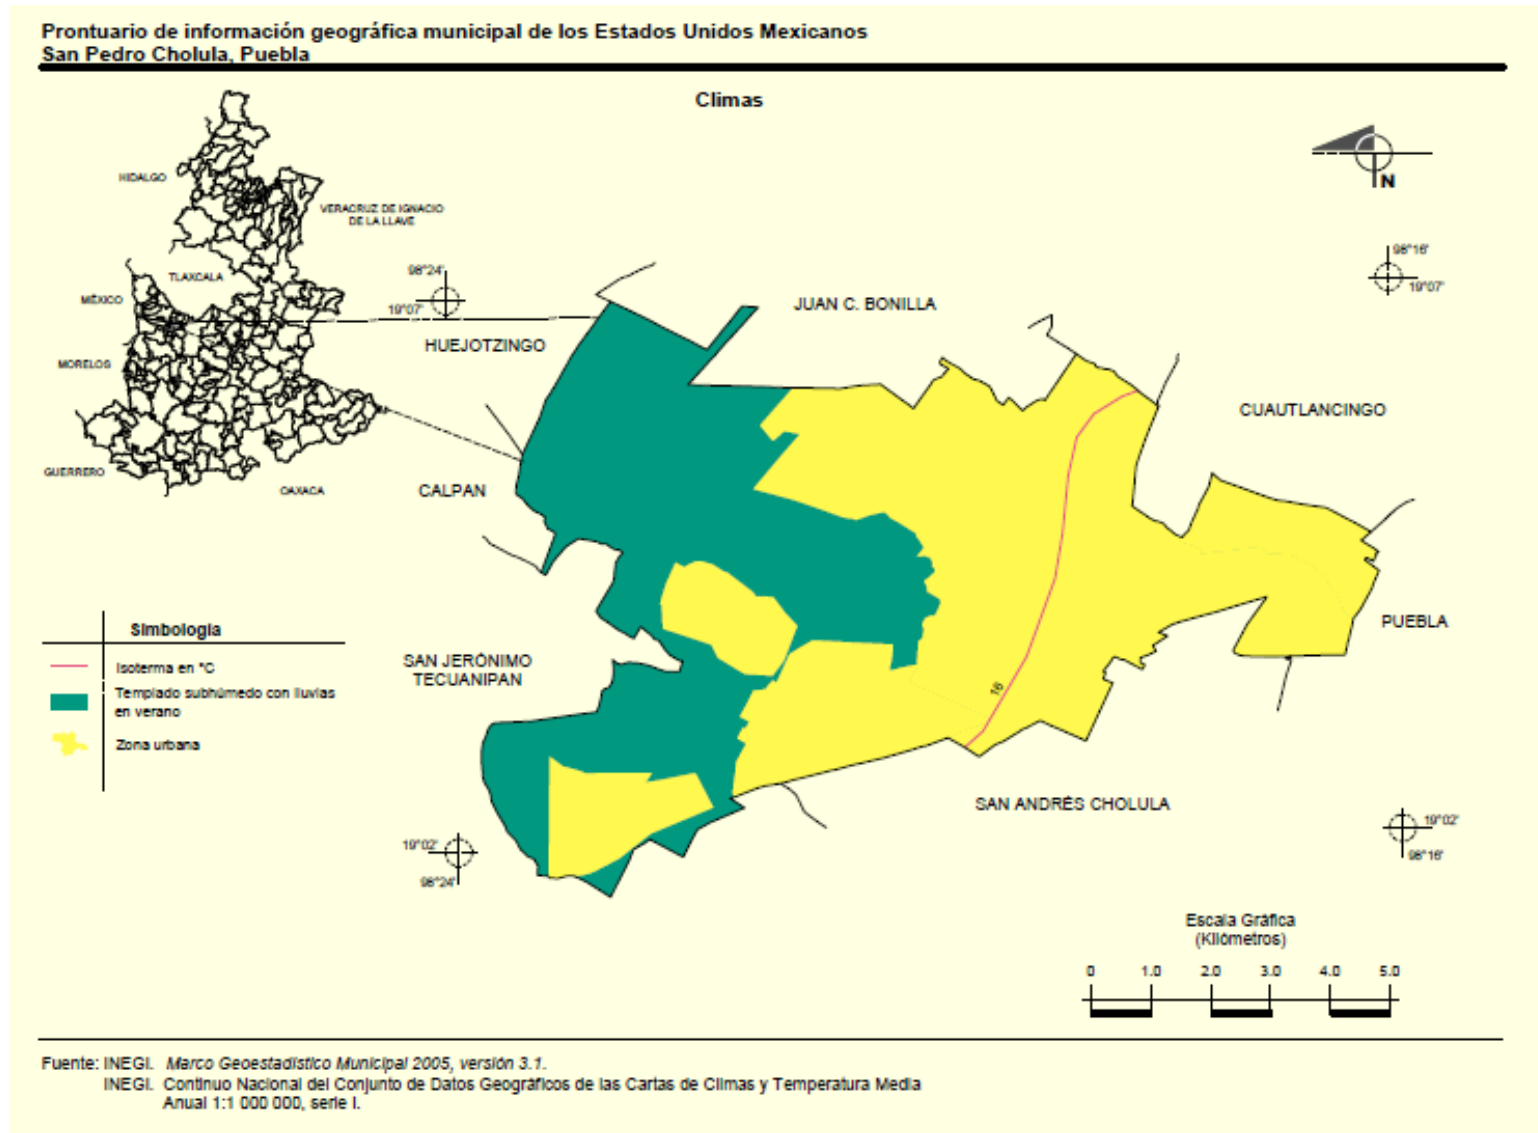 Prontuario de información geográfica municipal de los Estados Unidos Mexicanos
San Pedro Cholula, Puebla
Climas
HIDALGO
VERACRUZ DE IGNACIO
DE LA LLAVE
TLAXCALA
MÉXICO
MORELOS
GUERRERO
OAXACA
N
98°24'
19°07'
98°16'
19°07'
JUAN C. BONILLA
HUEJOTZINGO
CUAUTLANCINGO
CALPAN
PUEBLA
SAN JERÓNIMO
TECUANIPAN
16
SAN ANDRÉS CHOLULA
Simbología
Isoterma en °C
Templado subhúmedo con lluvias
en verano
Zona urbana
19°02'
98°24'
19°02'
98°16'
Escala Gráfica
(Kilómetros)
0 1.0 2.0 3.0 4.0 5.0
Fuente: INEGI. Marco Geoestadístico Municipal 2005, versión 3.1.
INEGI. Continuo Nacional del Conjunto de Datos Geográficos de las Cartas de Climas y Temperatura Media
Anual 1:1 000 000, serie I.